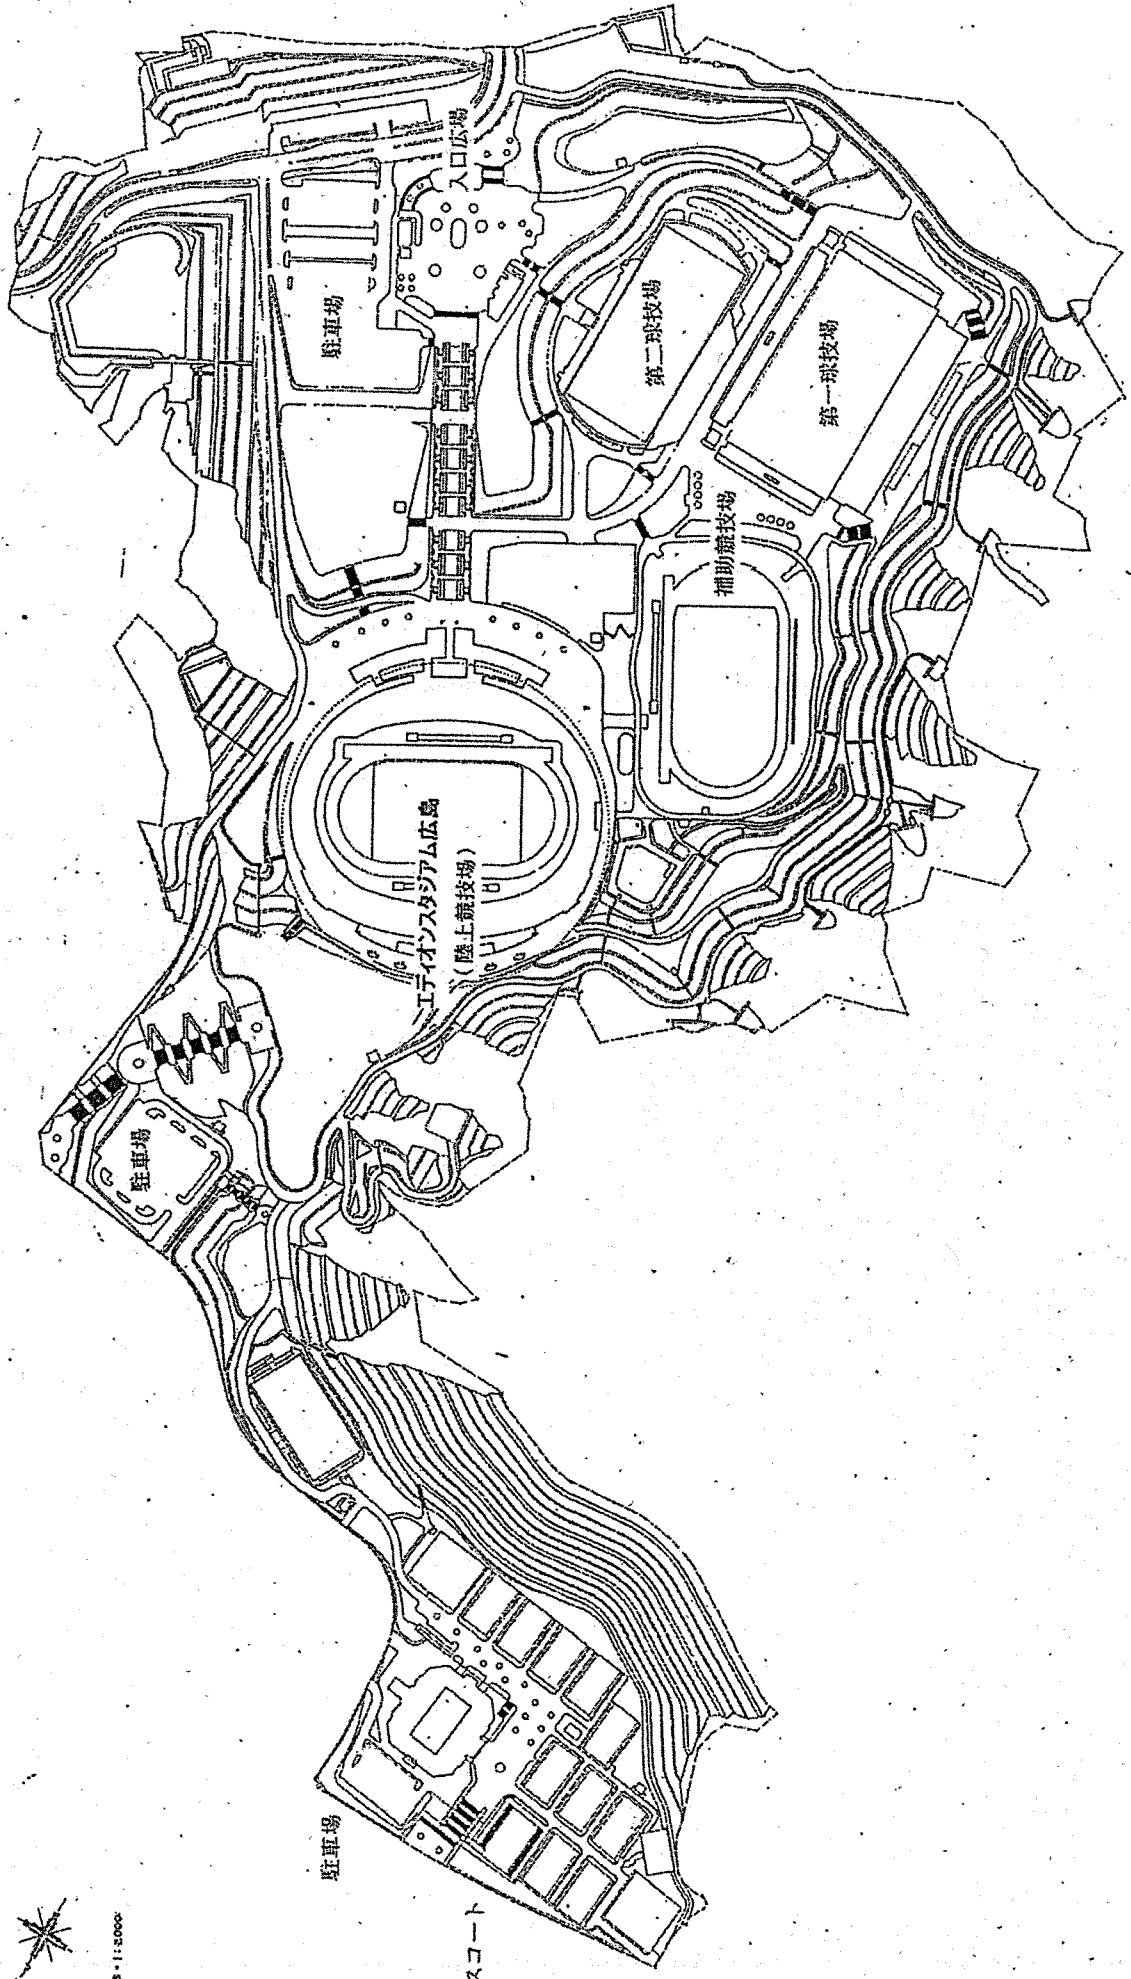 入口広場
駐車場
第二球技場
第一球技場
補助競技場
エディオンスタジアム広島
(陸上競技場)
駐車場
駐車場
スコート
S=1:2000